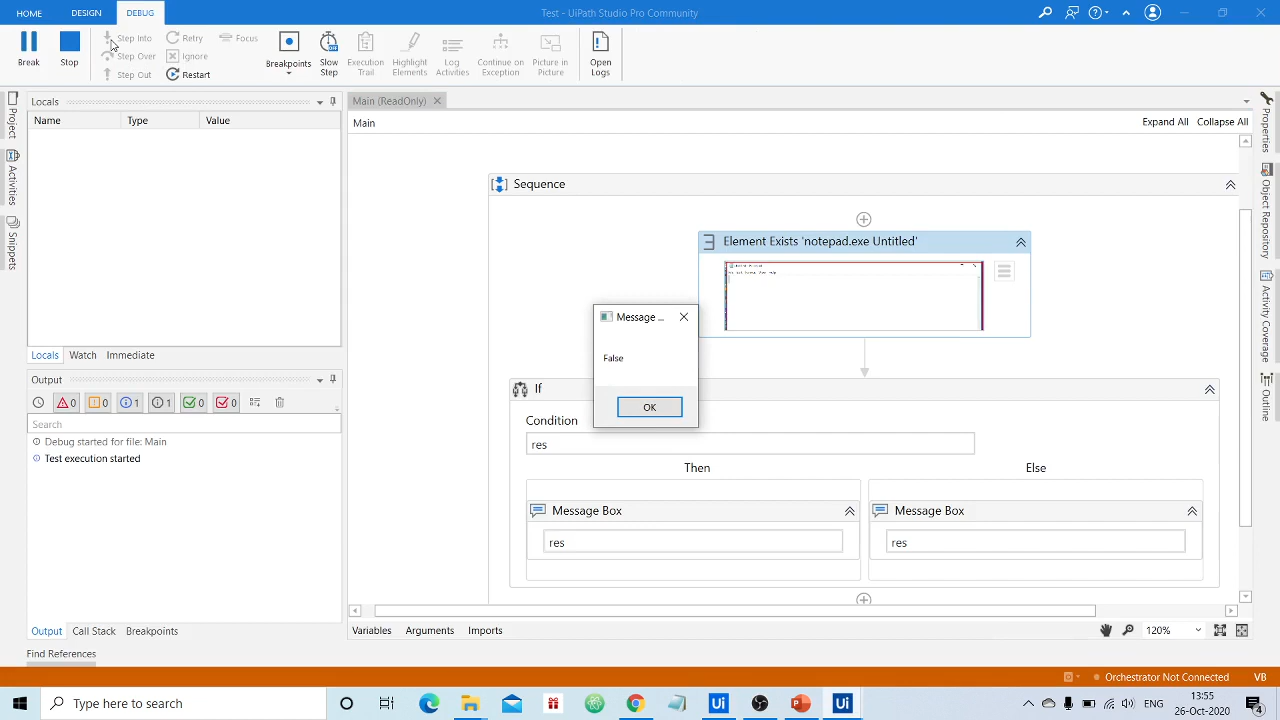 HOME
DESIGN
DEBUG
Test - UiPath Studio Pro Community
Break
Stop
Step Into
Step Over
Step Out
Retry
Ignore
Restart
Focus
Breakpoints
Slow Step
Execution Trail
Highlight Elements
Log Activities
Continue on Exception
Picture in Picture
Open Logs
Project
Activities
Snippets
Locals
Name
Type
Value
Locals
Watch
Immediate
Output
0
0
1
1
0
0
Search
Debug started for file: Main
Test execution started
Output
Call Stack
Breakpoints
Find References
Main (ReadOnly)
Main
Expand All
Collapse All
Sequence
Element Exists 'notepad.exe Untitled'
Message ...
False
OK
If
Condition
res
Then
Else
Message Box
res
Message Box
res
Variables
Arguments
Imports
120%
Properties
Object Repository
Activity Coverage
Outline
Orchestrator Not Connected
VB
Type here to search
Ui
Ui
13:55
26-Oct-2020
4